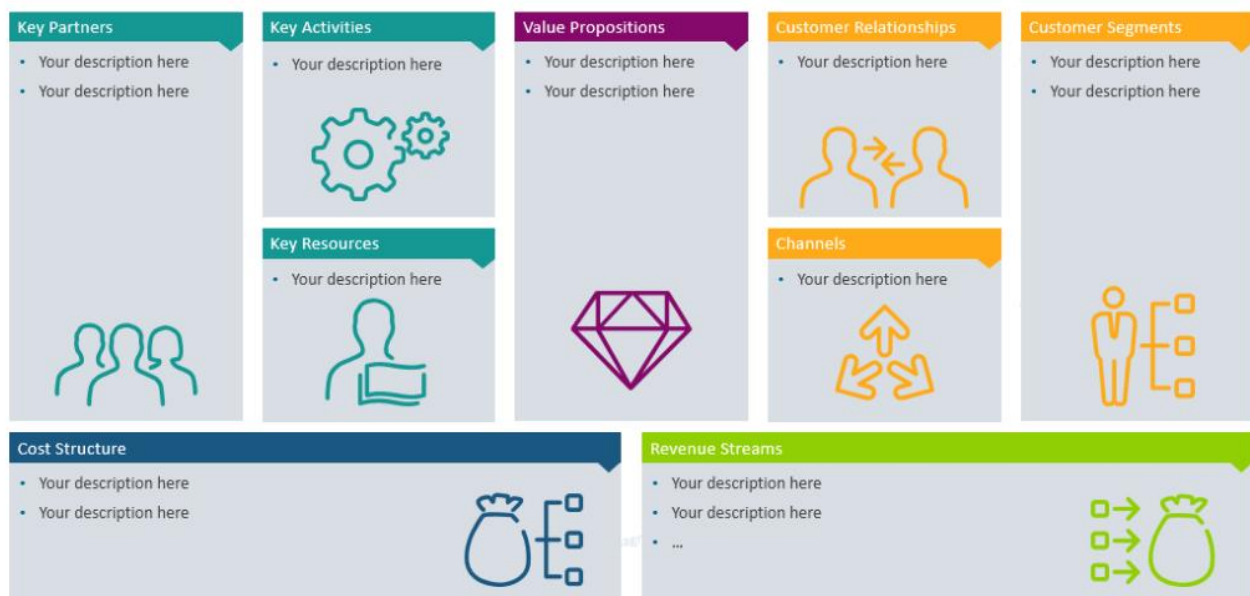 Key Partners
• Your description here
• Your description here
Key Activities
• Your description here
Key Resources
• Your description here
Value Propositions
• Your description here
• Your description here
Customer Relationships
• Your description here
Channels
• Your description here
Customer Segments
• Your description here
• Your description here
Cost Structure
• Your description here
• Your description here
Revenue Streams
• Your description here
• Your description here
• ...